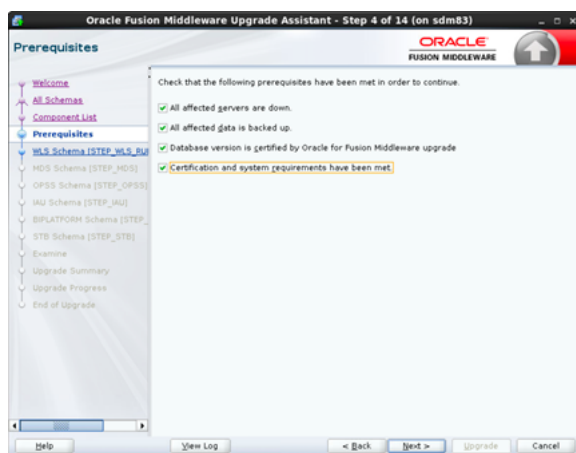 Oracle Fusion Middleware Upgrade Assistant - Step 4 of 14 (on sdm83)
Prerequisites
ORACLE
FUSION MIDDLEWARE
Welcome
All Schemas
Component List
Prerequisites
WLS Schema [STEP_WLS_RU
MDS Schema [STEP_MDS]
OPSS Schema [STEP_OPSS]
IAU Schema [STEP_IAU]
BIPLATFORM Schema [STEP_
STB Schema [STEP_STB]
Examine
Upgrade Summary
Upgrade Progress
End of Upgrade
Check that the following prerequisites have been met in order to continue.
All affected servers are down.
All affected data is backed up.
Database version is certified by Oracle for Fusion Middleware upgrade
Certification and system requirements have been met.
Help
View Log
< Back
Next >
Upgrade
Cancel